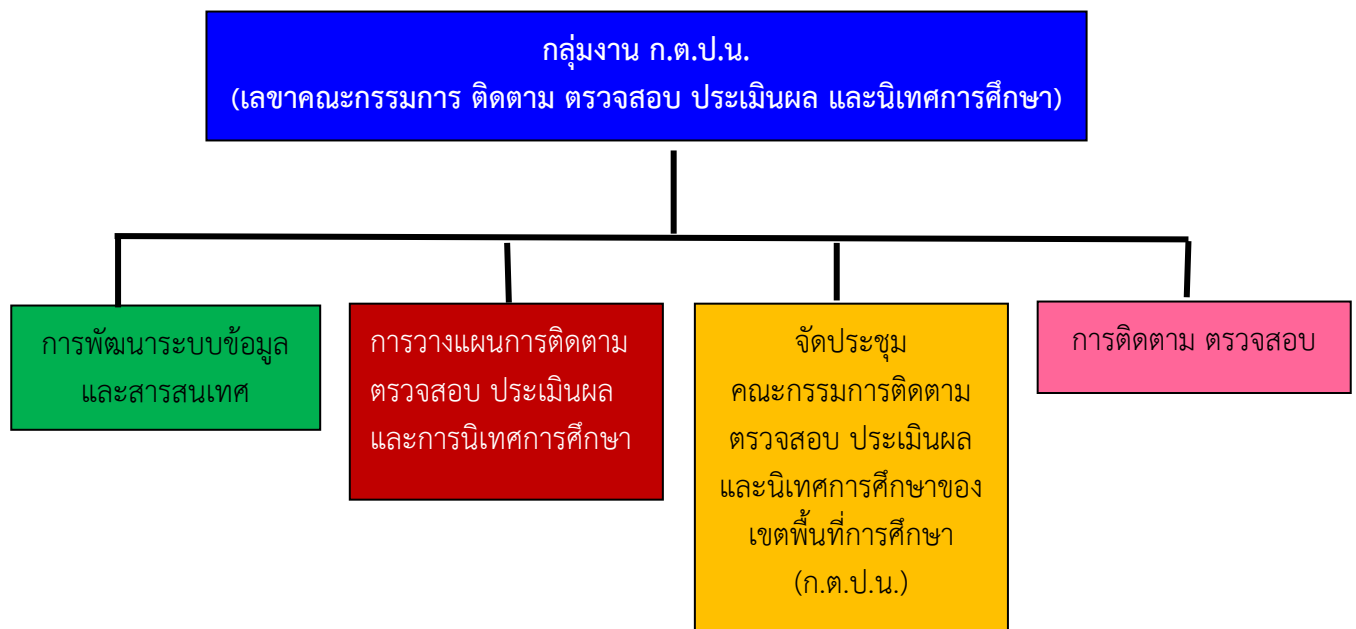 กลุ่มงาน ก.ต.ป.น.
(เลขาคณะกรรมการ ติดตาม ตรวจสอบ ประเมินผล และนิเทศการศึกษา)
การพัฒนาระบบข้อมูล
และสารสนเทศ
การวางแผนการติดตาม
ตรวจสอบ ประเมินผล
และการนิเทศการศึกษา
จัดประชุม
คณะกรรมการติดตาม
ตรวจสอบ ประเมินผล
และนิเทศการศึกษาของ
เขตพื้นที่การศึกษา
(ก.ต.ป.น.)
การติดตาม ตรวจสอบ